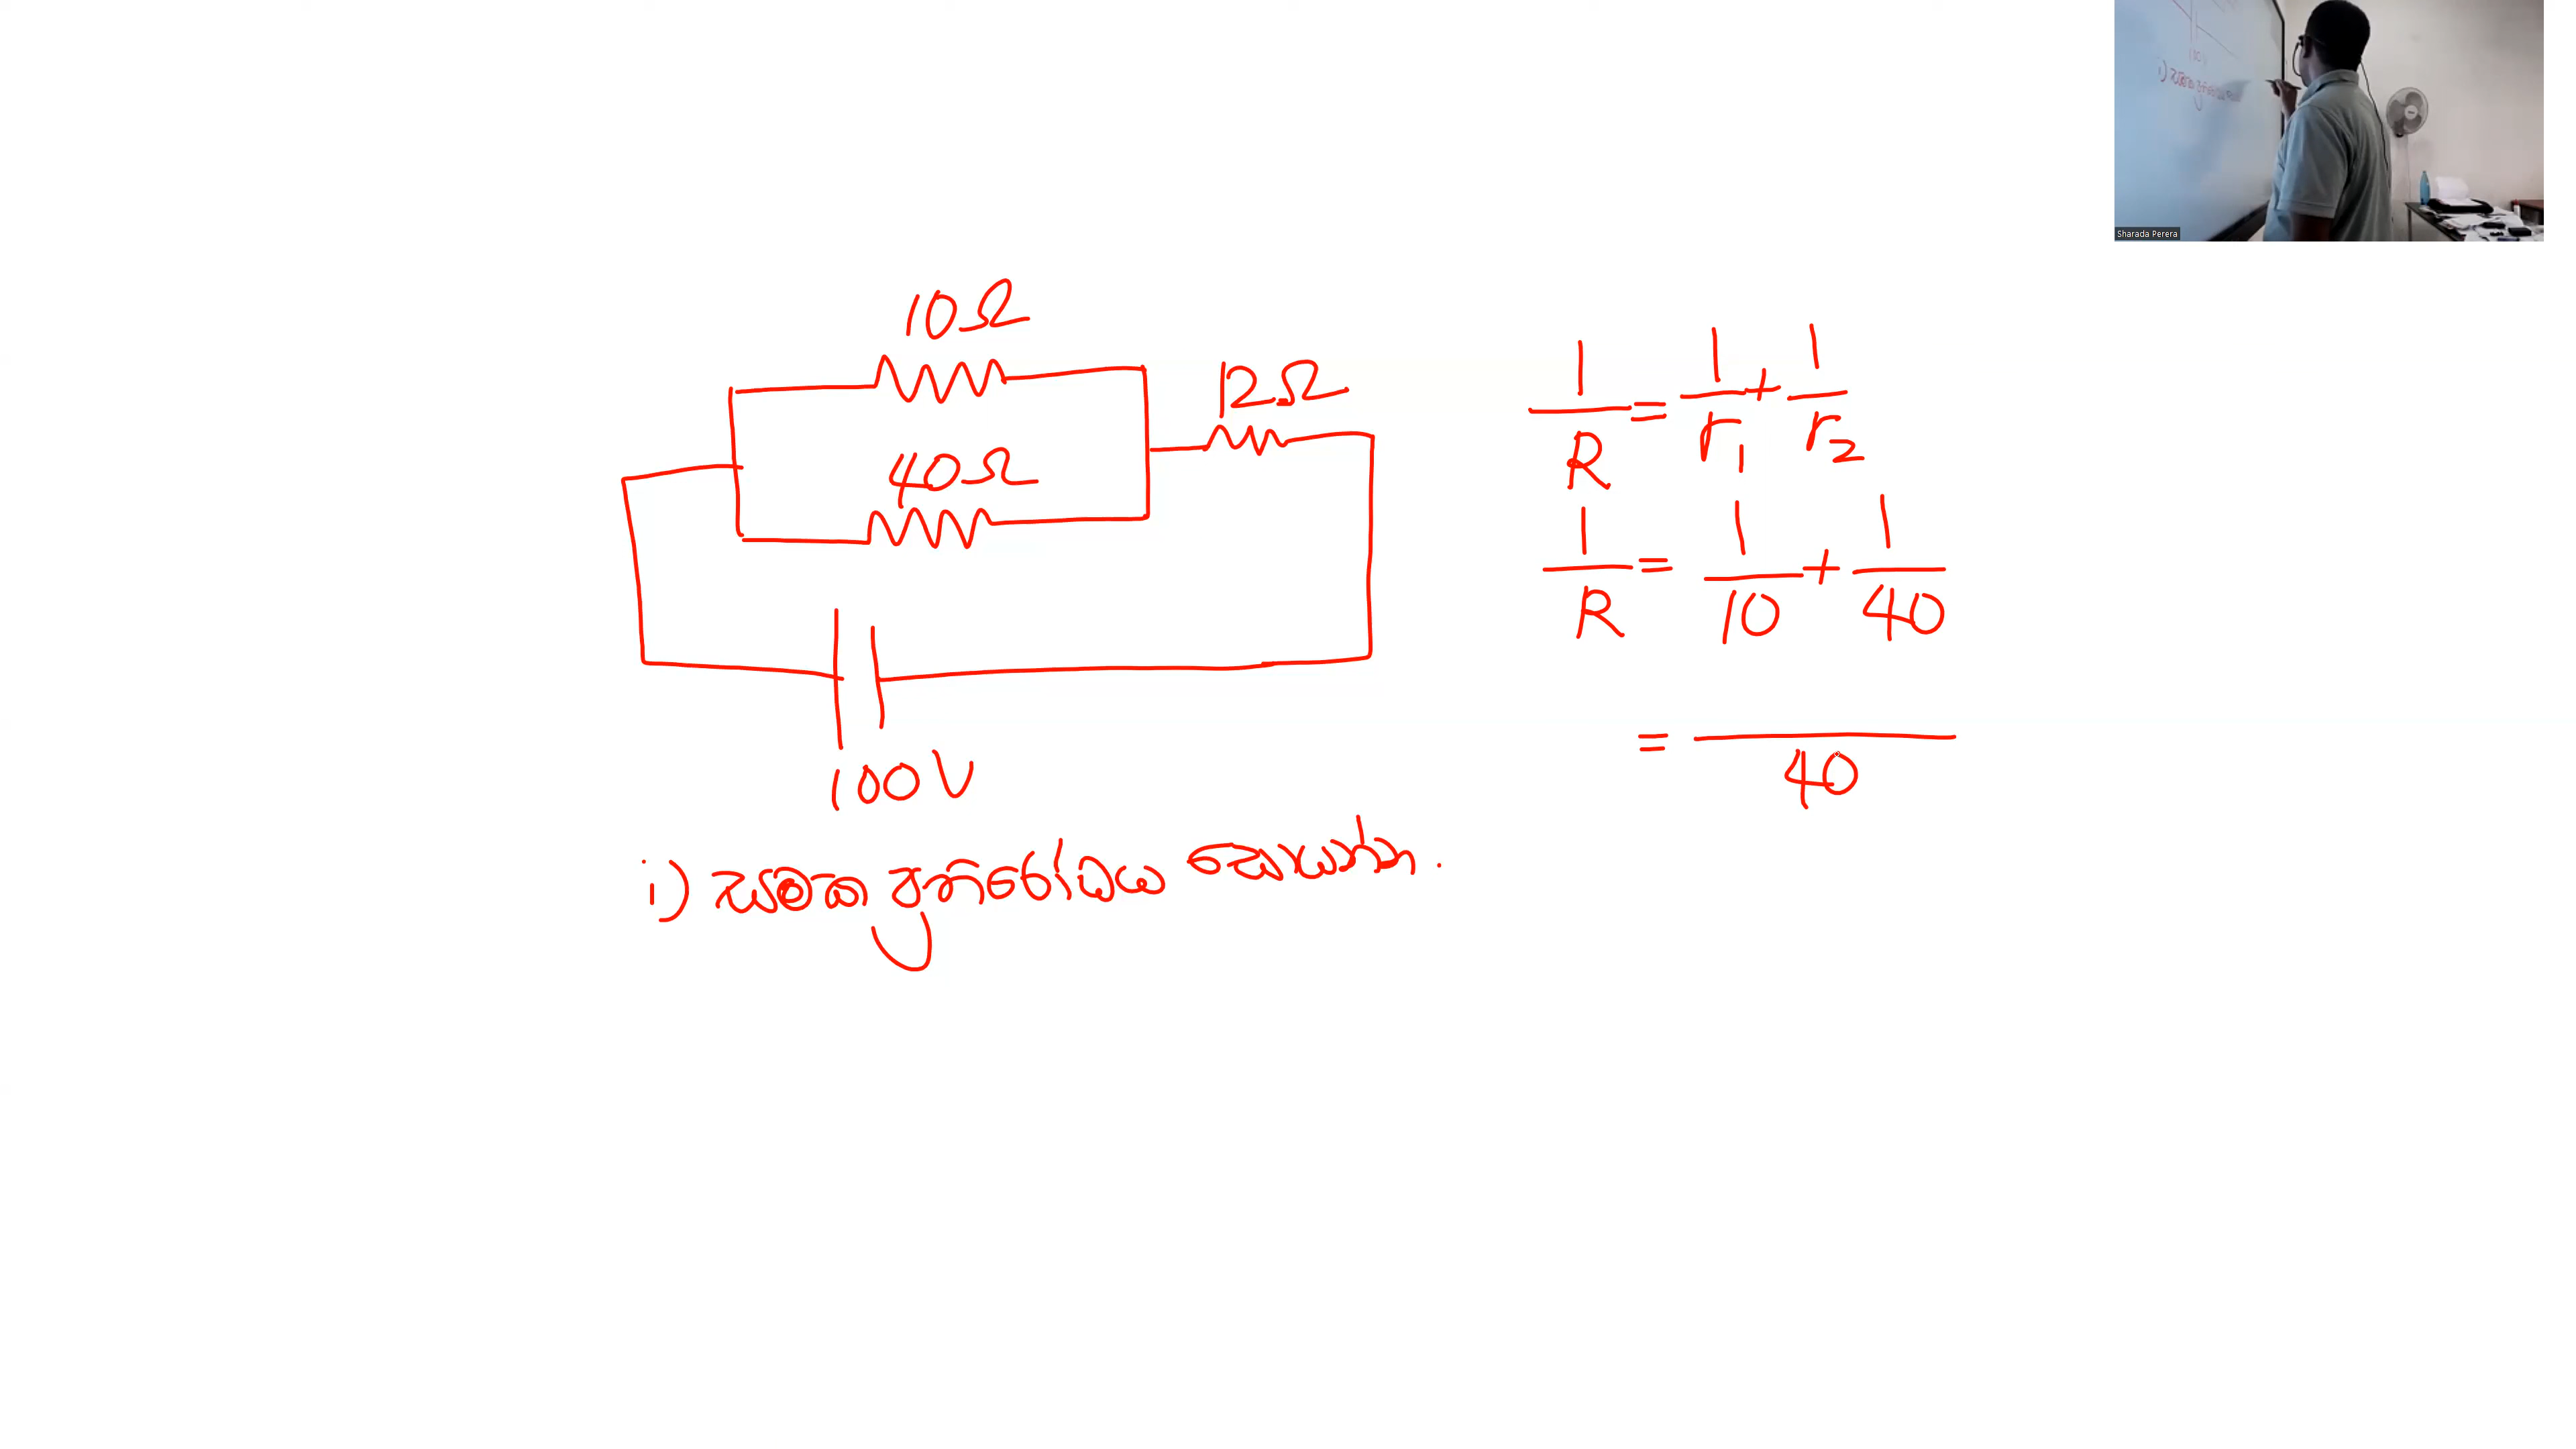 Sharada Perera
10Ω
12Ω
40Ω
100V
1/R = 1/r₁ + 1/r₂
1/R = 1/10 + 1/40
= /40
i) සමක ප්‍රතිරෝධය සොයන්න.